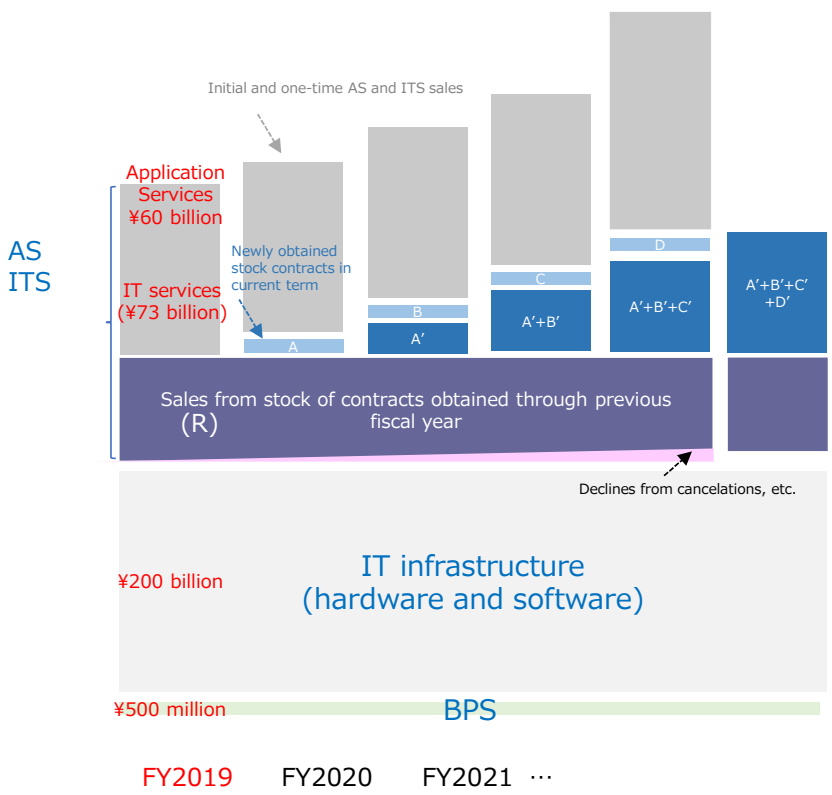 Initial and one-time AS and ITS sales
Application
Services
¥60 billion
AS
ITS
Newly obtained
stock contracts in
current term
IT services
(¥73 billion)
A
B
A′
C
A′+B′
D
A′+B′+C′
A′+B′+C′
+D′
Sales from stock of contracts obtained through previous
fiscal year
(R)
Declines from cancelations, etc.
IT infrastructure
(hardware and software)
¥200 billion
¥500 million
BPS
FY2019 FY2020 FY2021 …